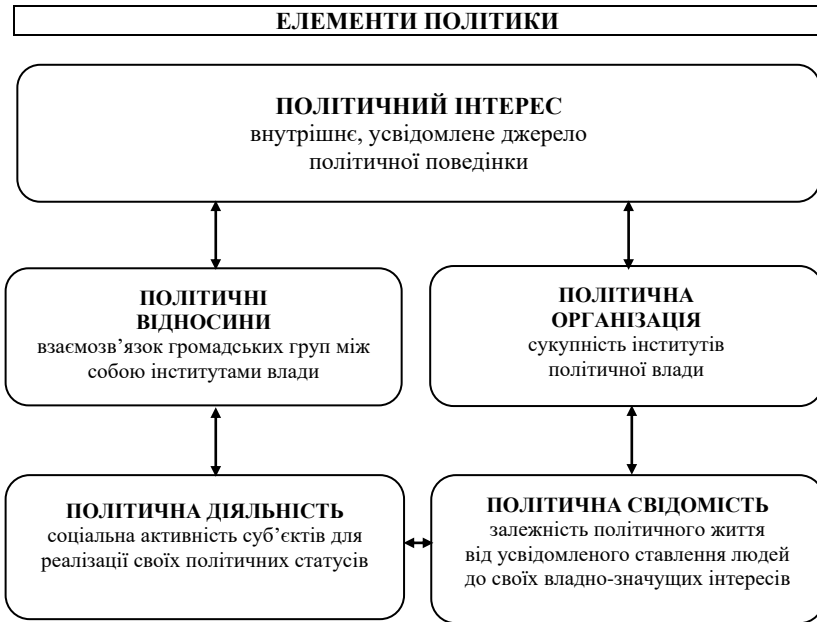 ЕЛЕМЕНТИ ПОЛІТИКИ
ПОЛІТИЧНИЙ ІНТЕРЕС
внутрішнє, усвідомлене джерело
політичної поведінки
ПОЛІТИЧНІ
ВІДНОСИНИ
взаємозв’язок громадських груп між
собою інститутами влади
ПОЛІТИЧНА
ОРГАНІЗАЦІЯ
сукупність інститутів
політичної влади
ПОЛІТИЧНА ДІЯЛЬНІСТЬ
соціальна активність суб’єктів для
реалізації своїх політичних статусів
ПОЛІТИЧНА СВІДОМІСТЬ
залежність політичного життя
від усвідомленого ставлення людей
до своїх владно-значущих інтересів